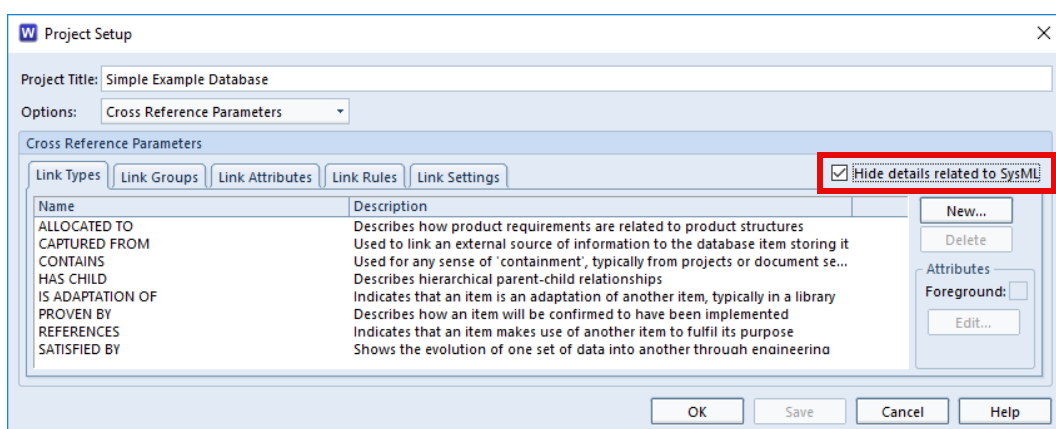 W Project Setup
Project Title: Simple Example Database
Options: Cross Reference Parameters
Cross Reference Parameters
Link Types Link Groups Link Attributes Link Rules Link Settings Hide details related to SysML
Name Description
ALLOCATED TO Describes how product requirements are related to product structures
CAPTURED FROM Used to link an external source of information to the database item storing it
CONTAINS Used for any sense of 'containment', typically from projects or document se...
HAS CHILD Describes hierarchical parent-child relationships
IS ADAPTATION OF Indicates that an item is an adaptation of another item, typically in a library
PROVEN BY Describes how an item will be confirmed to have been implemented
REFERENCES Indicates that an item makes use of another item to fulfil its purpose
SATISFIED BY Shows the evolution of one set of data into another through engineering
New...
Delete
Attributes
Foreground:
Edit...
OK Save Cancel Help